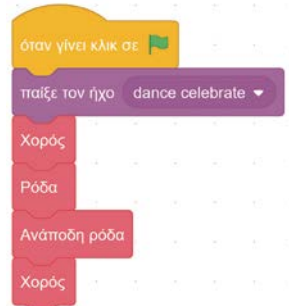 όταν γίνει κλικ σε
παίξε τον ήχο dance celebrate
Χορός
Ρόδα
Ανάποδη ρόδα
Χορός